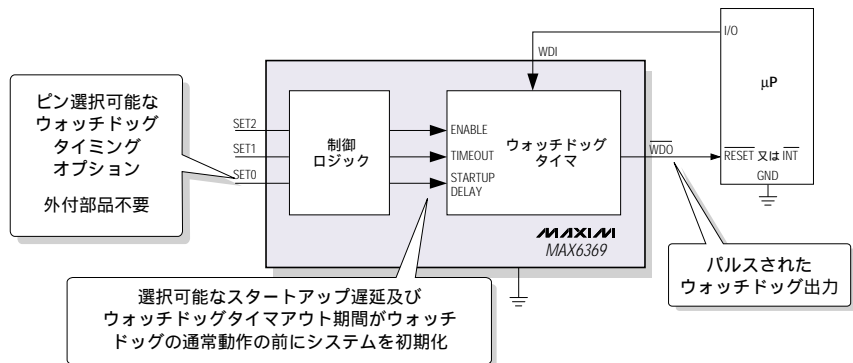 I/O
WDI
µP
ピン選択可能な
ウォッチドッグ
タイミング
オプション
外付部品不要
SET2
SET1
SET0
制御
ロジック
ENABLE
TIMEOUT
STARTUP
DELAY
ウォッチドッグ
タイマ
WDO
RESET 又は INT
GND
MAXIM
MAX6369
パルスされた
ウォッチドッグ出力
選択可能なスタートアップ遅延及び
ウォッチドッグタイマアウト期間がウォッチ
ドッグの通常動作の前にシステムを初期化